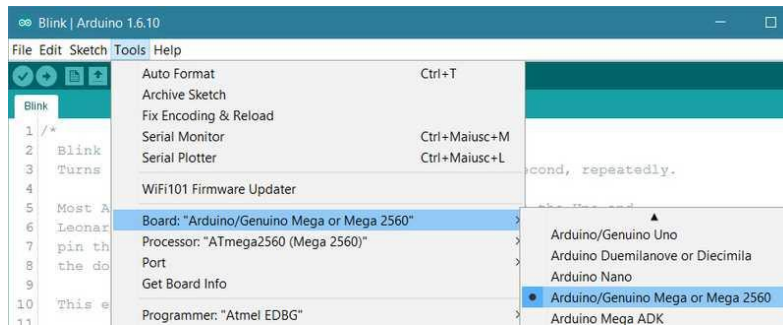 Blink | Arduino 1.6.10
File Edit Sketch Tools Help
Blink
Auto Format Ctrl+T
Archive Sketch
Fix Encoding & Reload
Serial Monitor Ctrl+Maiusc+M
Serial Plotter Ctrl+Maiusc+L
WiFi101 Firmware Updater
Board: "Arduino/Genuino Mega or Mega 2560"
Processor: "ATmega2560 (Mega 2560)"
Port
Get Board Info
Programmer: "Atmel EDBG"
Arduino/Genuino Uno
Arduino Duemilanove or Diecimila
Arduino Nano
Arduino/Genuino Mega or Mega 2560
Arduino Mega ADK
1 /*
2 Blink
3 Turns cond, repeatedly.
4
5 Most A
6 Leonar
7 pin th
8 the do
9
10 This e
11